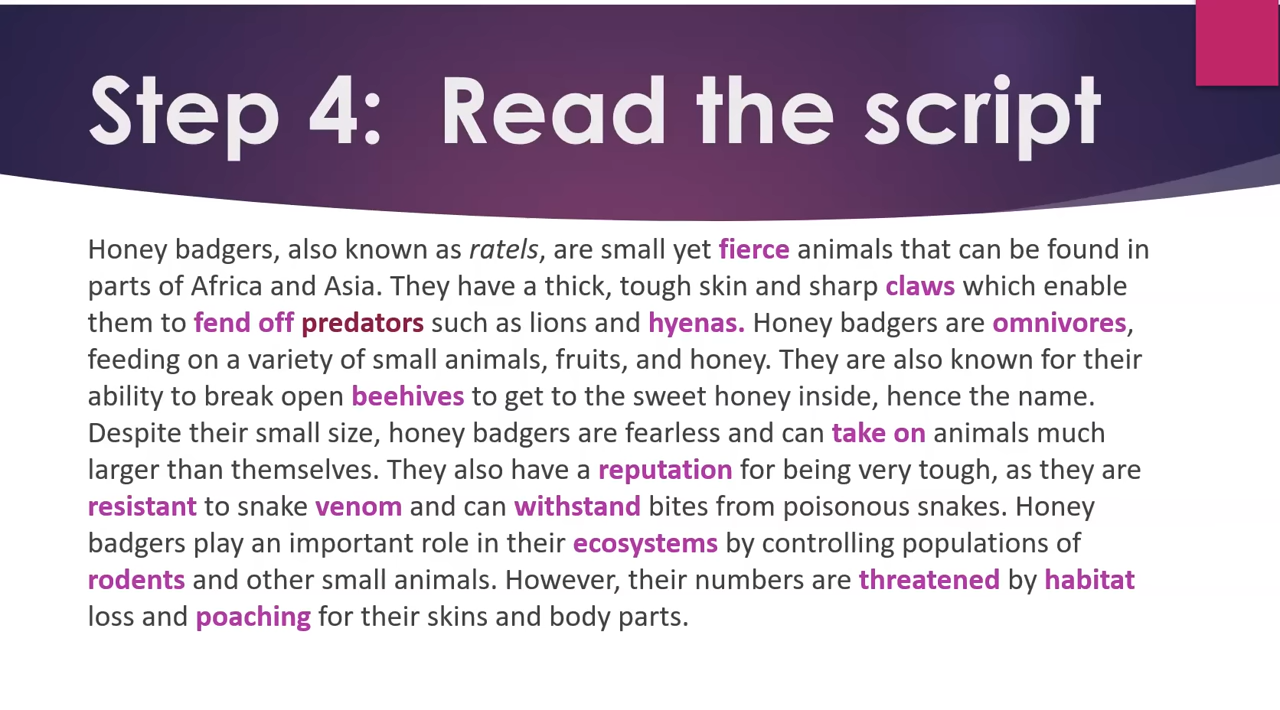 Step 4: Read the script
Honey badgers, also known as ratels, are small yet fierce animals that can be found in
parts of Africa and Asia. They have a thick, tough skin and sharp claws which enable
them to fend off predators such as lions and hyenas. Honey badgers are omnivores,
feeding on a variety of small animals, fruits, and honey. They are also known for their
ability to break open beehives to get to the sweet honey inside, hence the name.
Despite their small size, honey badgers are fearless and can take on animals much
larger than themselves. They also have a reputation for being very tough, as they are
resistant to snake venom and can withstand bites from poisonous snakes. Honey
badgers play an important role in their ecosystems by controlling populations of
rodents and other small animals. However, their numbers are threatened by habitat
loss and poaching for their skins and body parts.